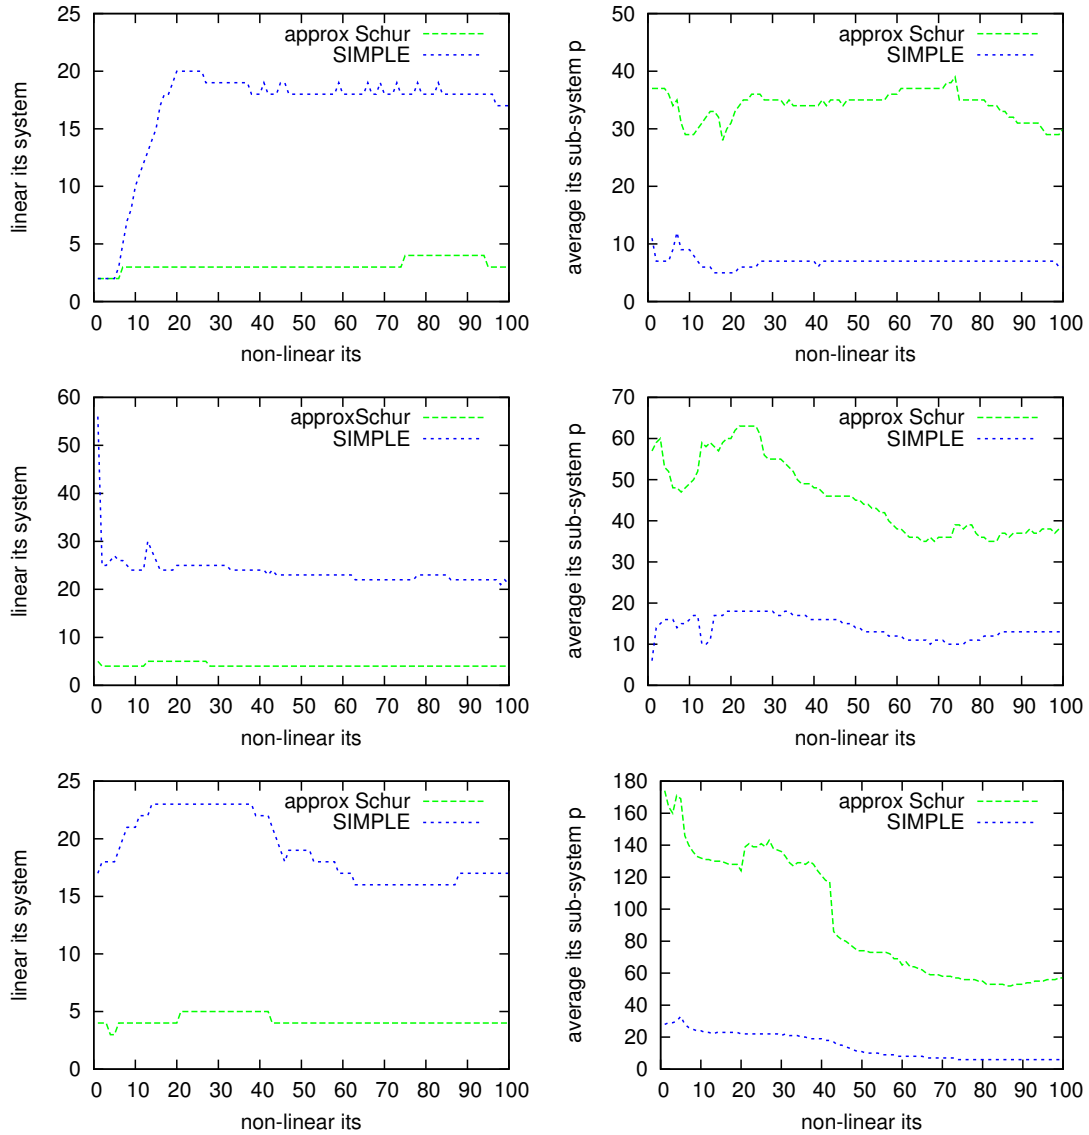 25
20
15
10
5
0
linear its system
approx Schur
SIMPLE
0 10 20 30 40 50 60 70 80 90 100
non-linear its
50
40
30
20
10
0
average its sub-system p
approx Schur
SIMPLE
0 10 20 30 40 50 60 70 80 90 100
non-linear its
60
50
40
30
20
10
0
linear its system
approxSchur
SIMPLE
0 10 20 30 40 50 60 70 80 90 100
non-linear its
70
60
50
40
30
20
10
0
average its sub-system p
approx Schur
SIMPLE
0 10 20 30 40 50 60 70 80 90 100
non-linear its
25
20
15
10
5
0
linear its system
approx Schur
SIMPLE
0 10 20 30 40 50 60 70 80 90 100
non-linear its
180
160
140
120
100
80
60
40
20
0
average its sub-system p
approx Schur
SIMPLE
0 10 20 30 40 50 60 70 80 90 100
non-linear its